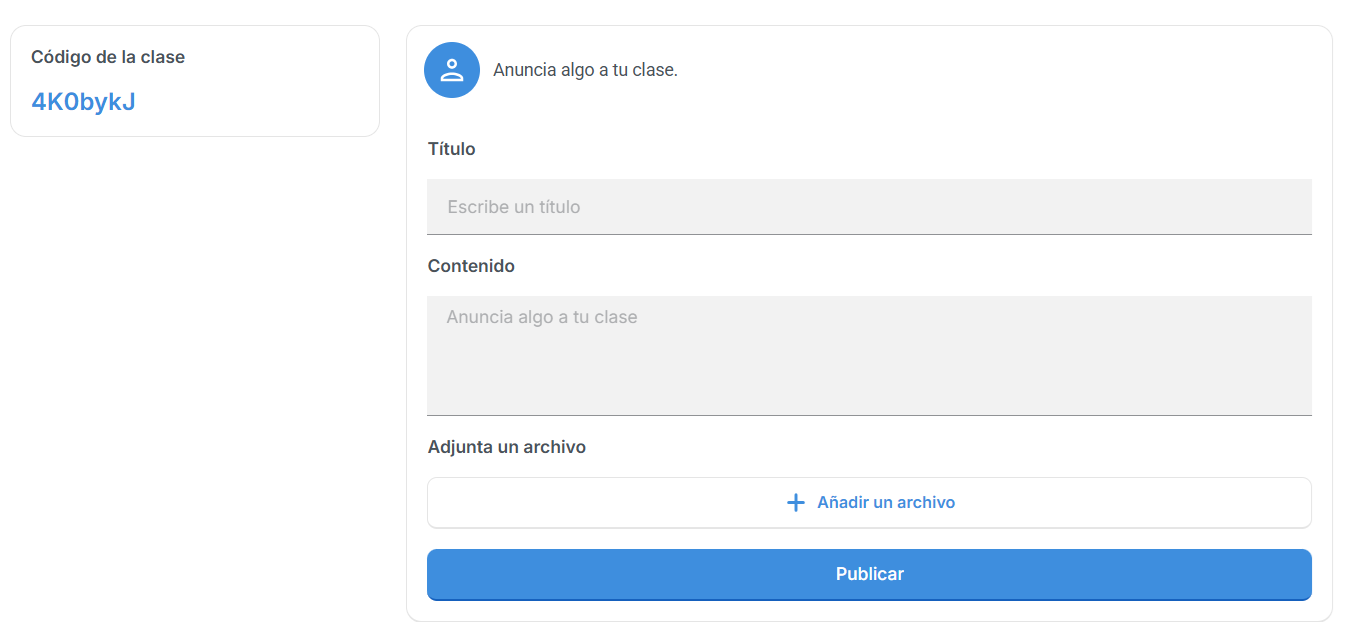 Código de la clase
4K0bykJ
Anuncia algo a tu clase.
Título
Escribe un título
Contenido
Anuncia algo a tu clase
Adjunta un archivo
Añadir un archivo
Publicar